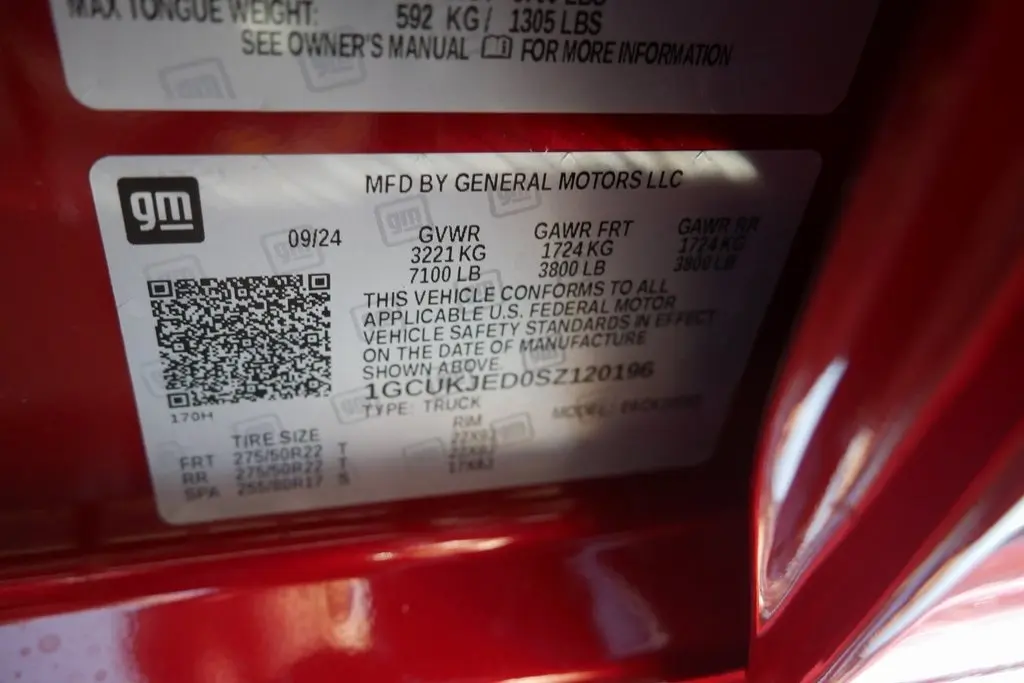 MAX TONGUE WEIGHT: 592 KG/ 1305 LBS
SEE OWNER'S MANUAL FOR MORE INFORMATION
gm
MFD BY GENERAL MOTORS LLC
09/24
GVWR GAWR FRT GAWR RR
3221 KG 1724 KG 1724 KG
7100 LB 3800 LB 3800 LB
THIS VEHICLE CONFORMS TO ALL
APPLICABLE U.S. FEDERAL MOTOR
VEHICLE SAFETY STANDARDS IN EFFECT
ON THE DATE OF MANUFACTURE
SHOWN ABOVE
1GCUKJED0SZ120196
170H
TYPE: TRUCK MODEL:
TIRE SIZE RIM
FRT 275/50R22 T
RR 275/50R22 T
SPA 255/80R17 S